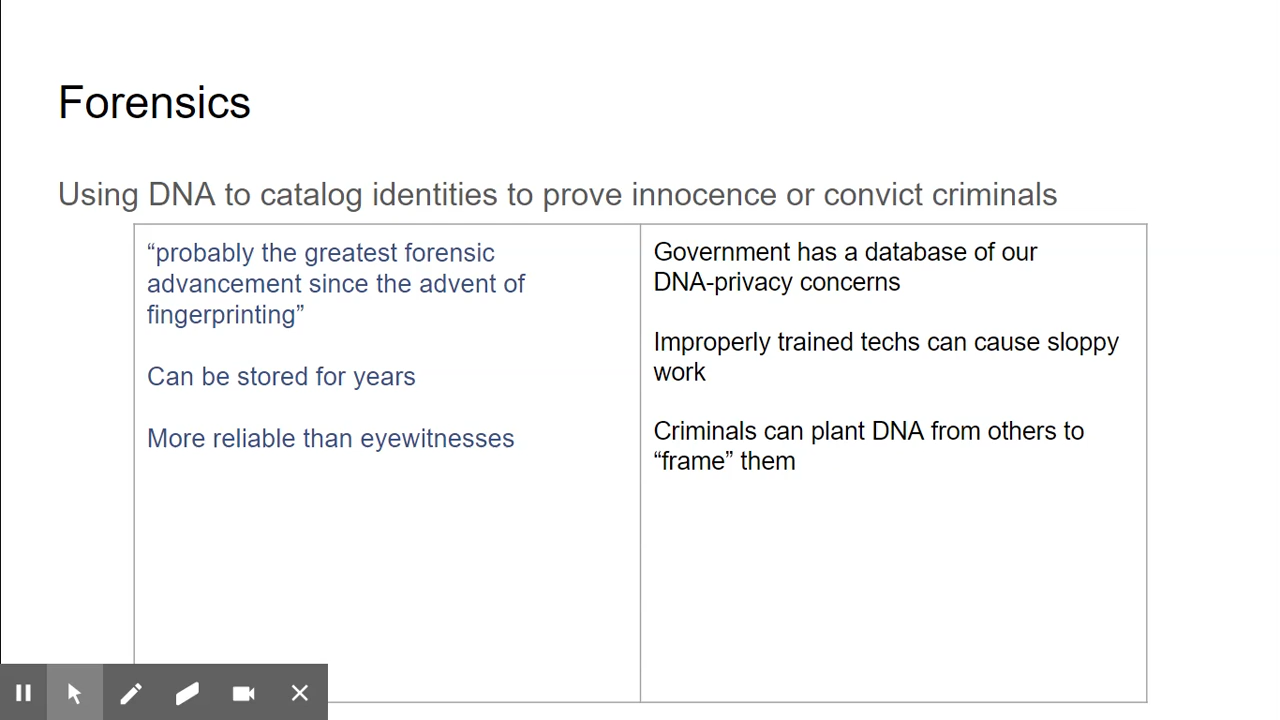 Forensics
Using DNA to catalog identities to prove innocence or convict criminals
“probably the greatest forensic
advancement since the advent of
fingerprinting”
Can be stored for years
More reliable than eyewitnesses
Government has a database of our
DNA-privacy concerns
Improperly trained techs can cause sloppy
work
Criminals can plant DNA from others to
“frame” them